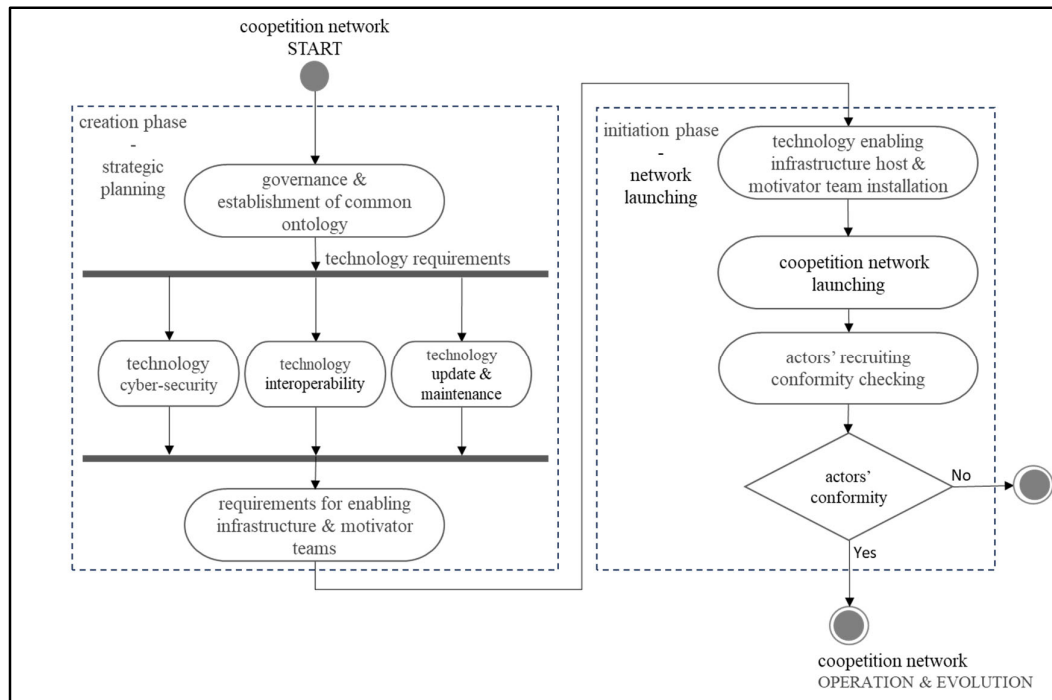 coopetition network
START
creation phase
-
strategic
planning
governance &
establishment of common
ontology
technology requirements
technology
cyber-security
technology
interoperability
technology
update &
maintenance
requirements for enabling
infrastructure & motivator
teams
initiation phase
-
network
launching
technology enabling
infrastructure host &
motivator team installation
coopetition network
launching
actors’ recruiting
conformity checking
actors’
conformity
No
Yes
coopetition network
OPERATION & EVOLUTION